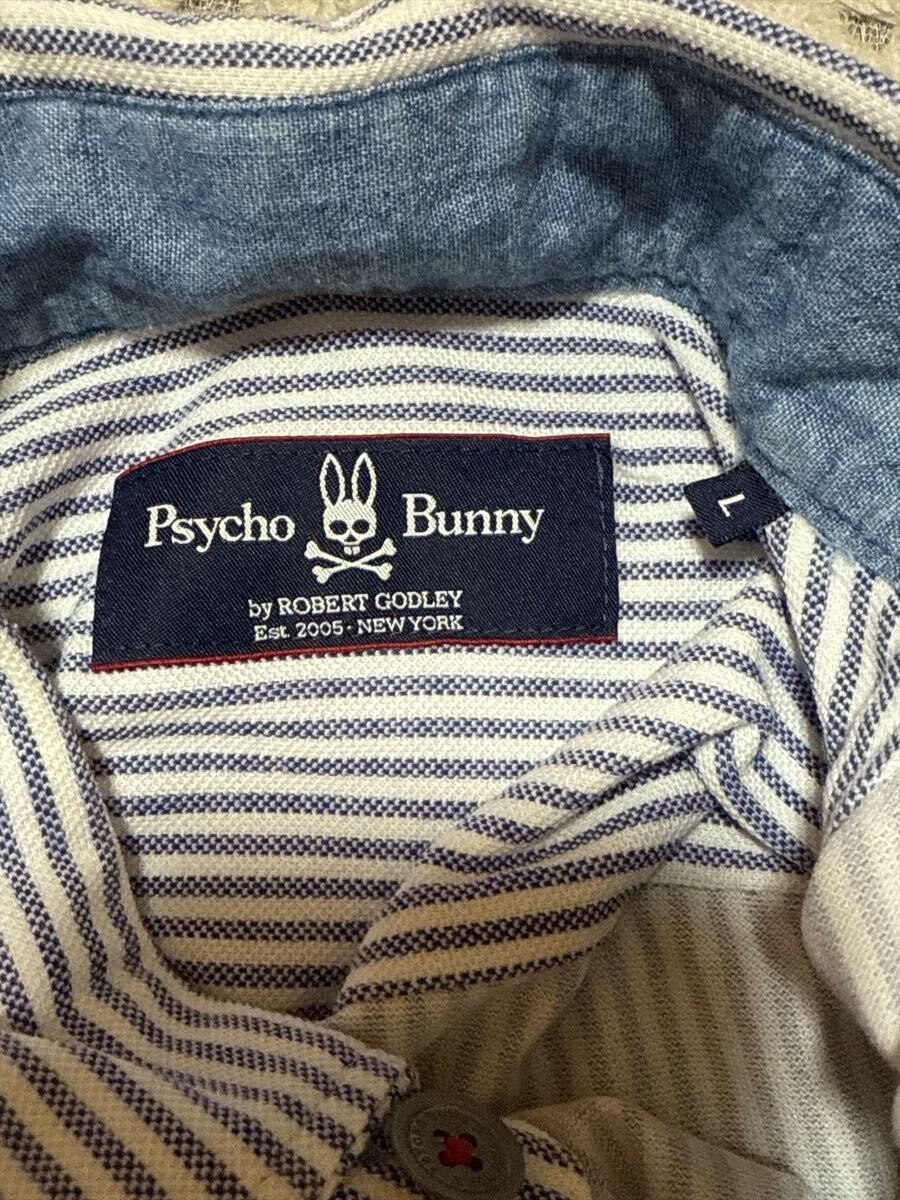 Psycho Bunny
by ROBERT GODLEY
Est. 2005 · NEW YORK
L